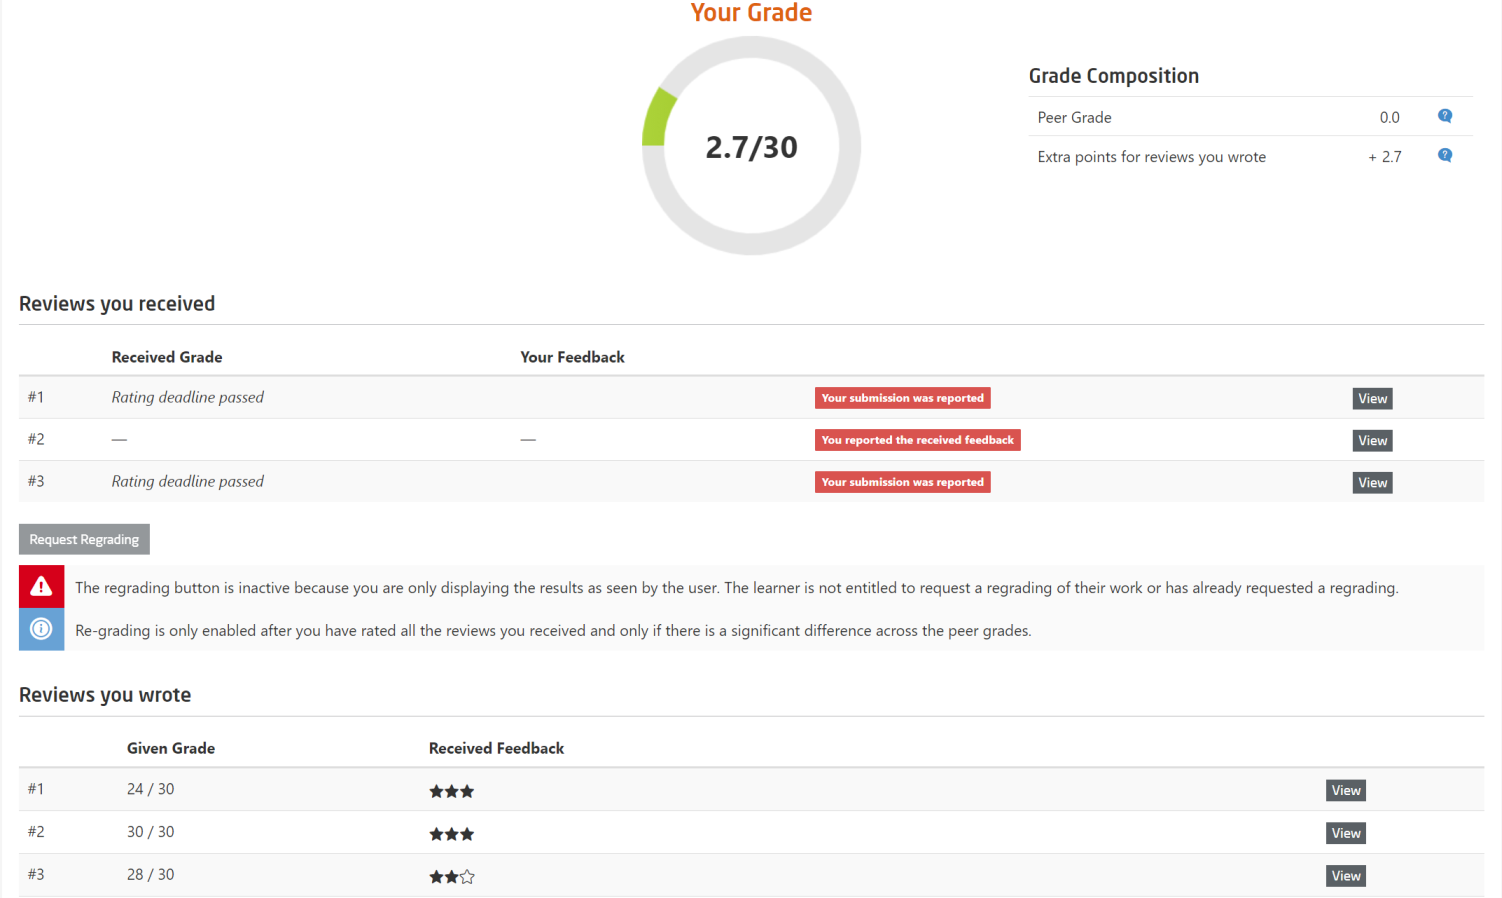 Your Grade
2.7/30
Grade Composition
Peer Grade 0.0 ?
Extra points for reviews you wrote + 2.7 ?
Reviews you received
Received Grade Your Feedback
#1 Rating deadline passed Your submission was reported View
#2 — — You reported the received feedback View
#3 Rating deadline passed Your submission was reported View
Request Regrading
The regrading button is inactive because you are only displaying the results as seen by the user. The learner is not entitled to request a regrading of their work or has already requested a regrading.
Re-grading is only enabled after you have rated all the reviews you received and only if there is a significant difference across the peer grades.
Reviews you wrote
Given Grade Received Feedback
#1 24 / 30 ★★★ View
#2 30 / 30 ★★★ View
#3 28 / 30 ★★☆ View